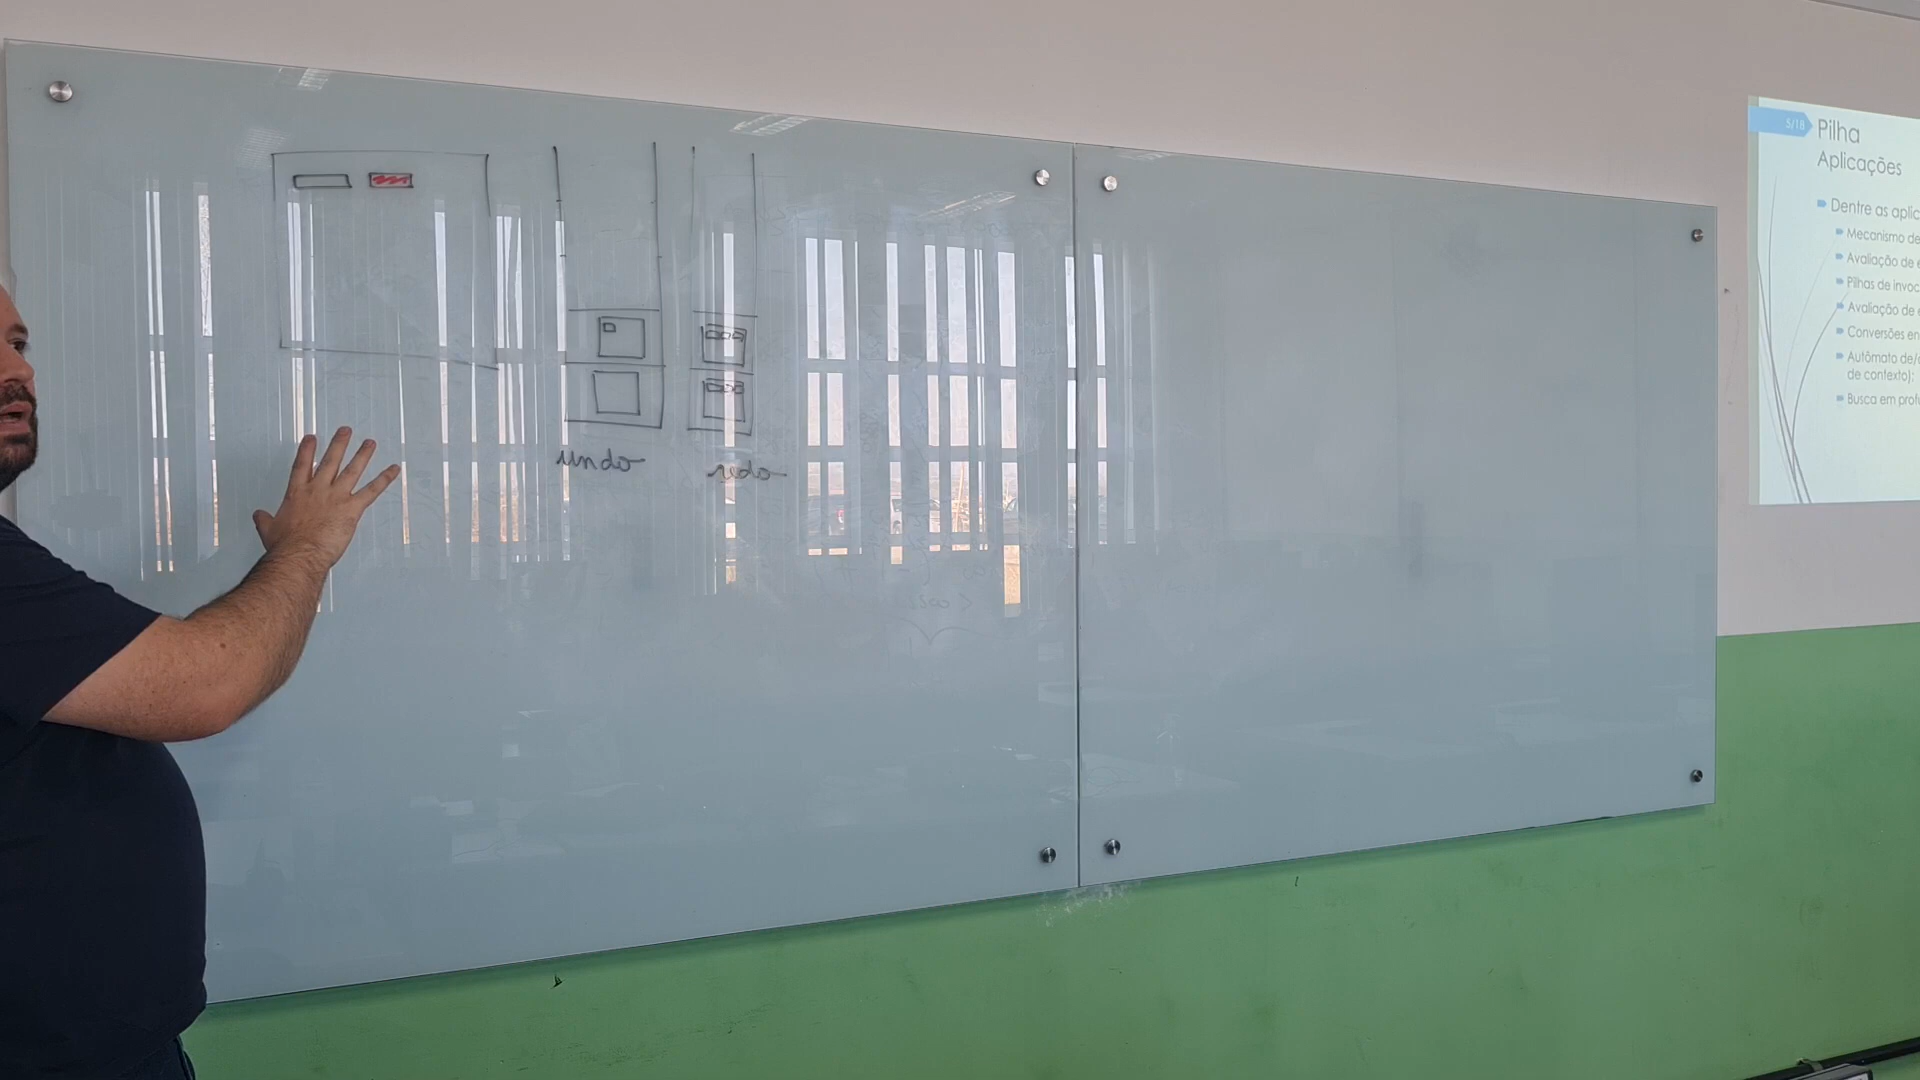 undo
redo
5/18
Pilha
Aplicações
Dentre as aplic
Mecanismo de
Avaliação de e
Pilhas de invoc
Avaliação de e
Conversões en
Autômato de/
de contexto);
Busca em profu